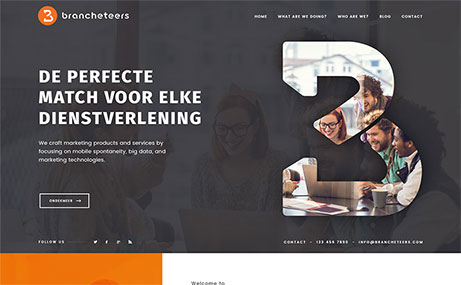 B brancheteers
HOME WHAT ARE WE DOING? WHO ARE WE? BLOG CONTACT
DE PERFECTE
MATCH VOOR ELKE
DIENSTVERLENING
We craft marketing products and services by
focusing on mobile spontaneity, big data, and
marketing technologies.
ONDERNEEM
FOLLOW US
CONTACT - 123 455 7890 - INFO@BRANCHETEERS.COM
Welcome to